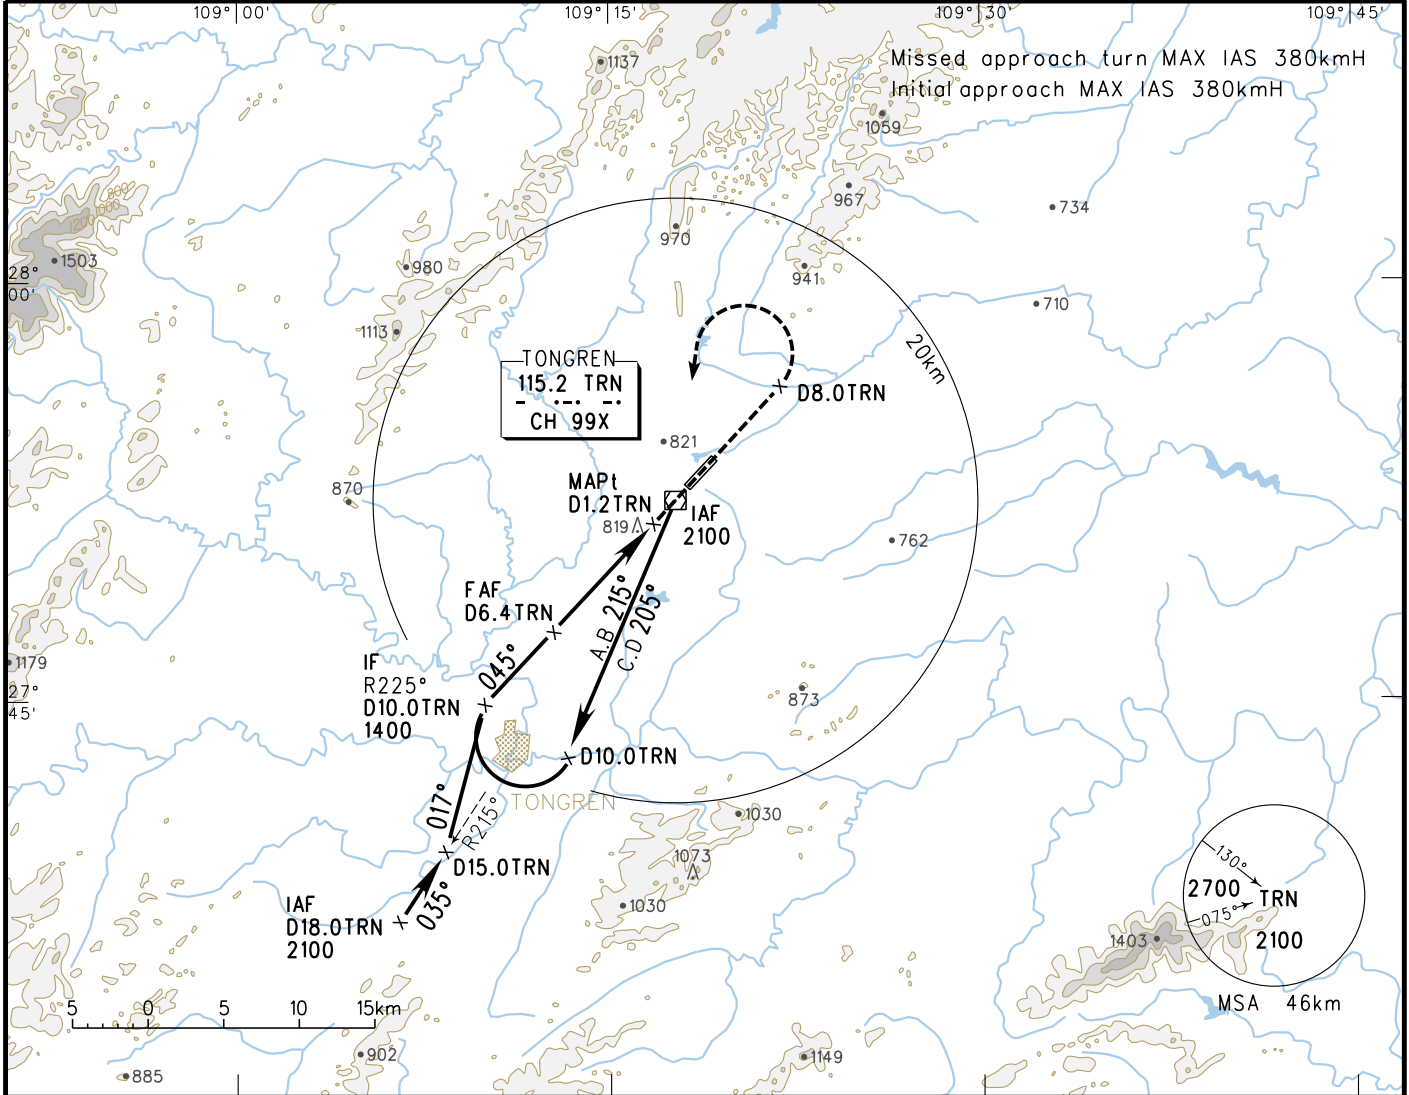 109° 00'
109° 15'
109° 30'
109° 45'
Missed approach turn MAX IAS 380kmH
Initial approach MAX IAS 380kmH
1137
1059
800
1000
1200
967
734
970
1503
980
941
28°
00'
710
1113
20km
TONGREN
115.2 TRN
CH 99X
D8.0TRN
821
MAPt
D1.2TRN
870
819
IAF
2100
762
FAF
D6.4TRN
A.B 215°
C.D 205°
045°
IF
R225°
D10.0TRN
1400
1179
27°
45'
873
D10.0TRN
TONGREN
017°
R215°
1030
1073
D15.0TRN
035°
IAF
D18.0TRN
2100
1030
130°
2700
TRN
075°
2100
1403
MSA 46km
5 0 5 10 15km
902
885
1149